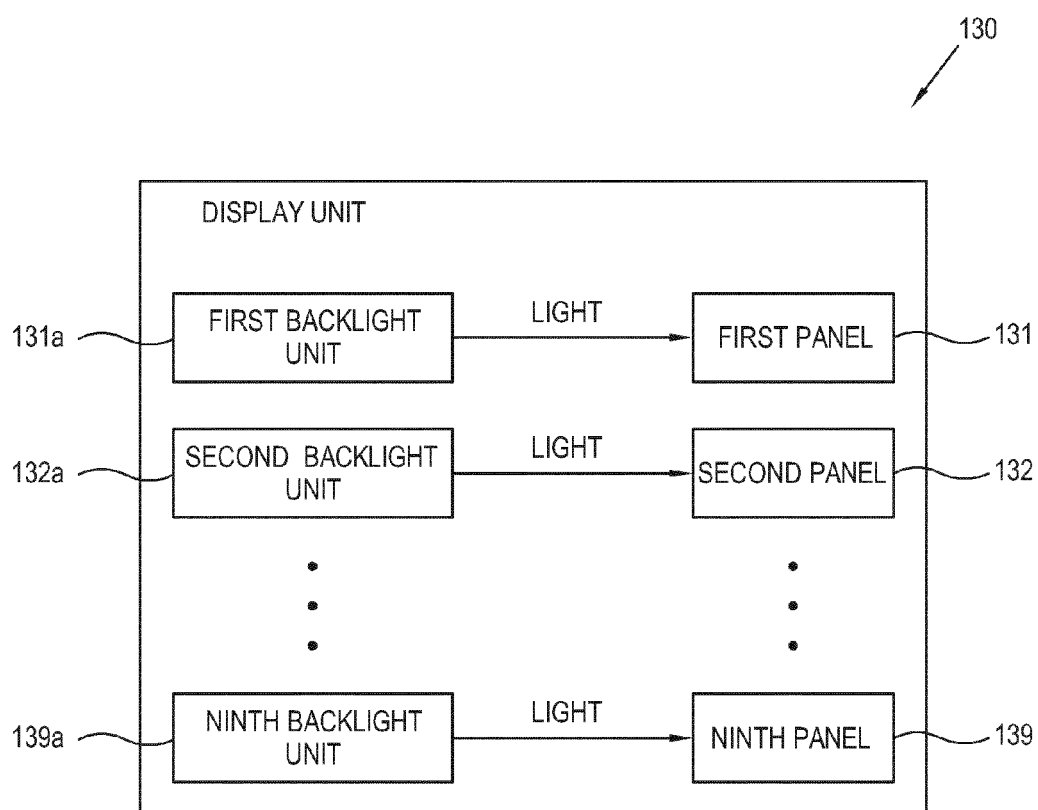 130
DISPLAY UNIT
131a
FIRST BACKLIGHT
UNIT
LIGHT
FIRST PANEL
131
132a
SECOND BACKLIGHT
UNIT
LIGHT
SECOND PANEL
132
139a
NINTH BACKLIGHT
UNIT
LIGHT
NINTH PANEL
139